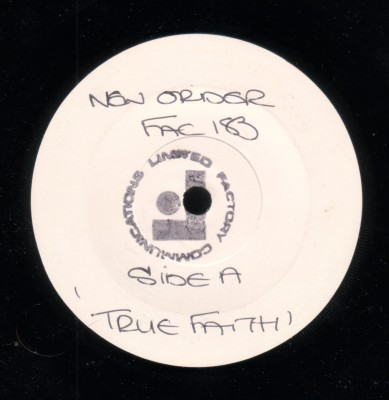 NEW ORDER
FAC 183
FACTORY COMMUNICATIONS LIMITED
SIDE A
'TRUE FAITH'